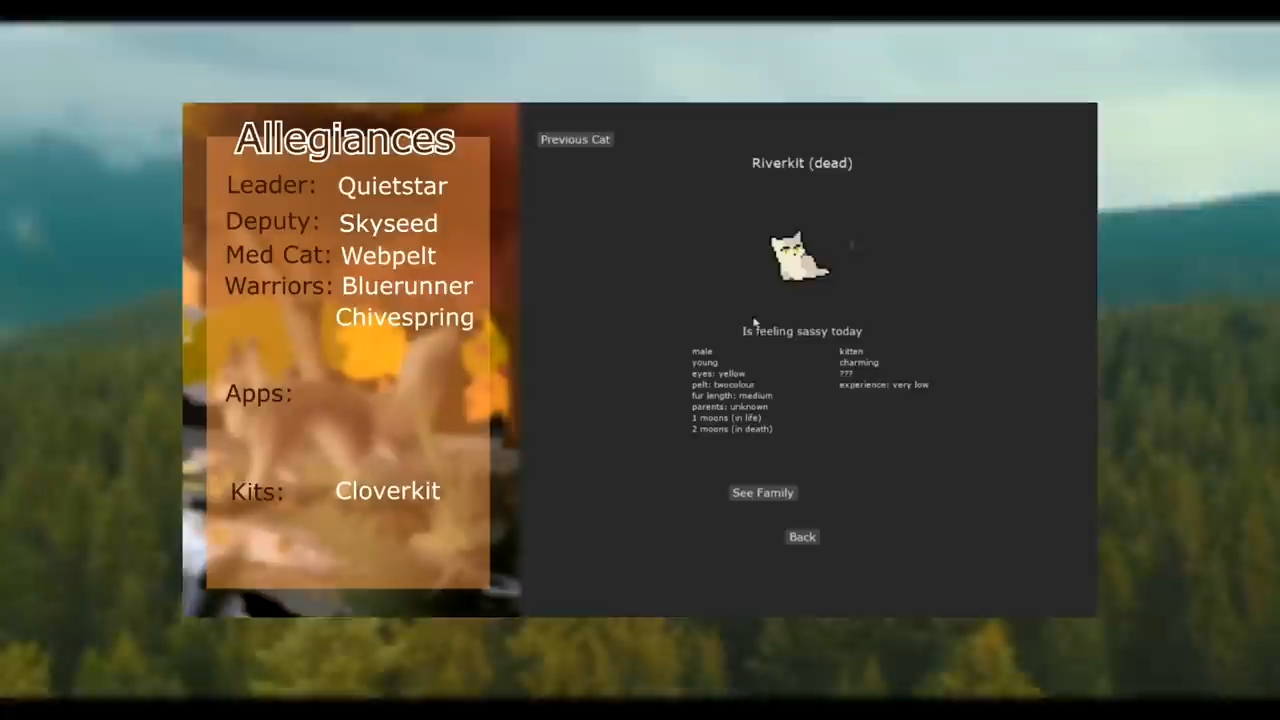 Allegiances
Leader: Quietstar
Deputy: Skyseed
Med Cat: Webpelt
Warriors: Bluerunner
Chivespring
Apps:
Kits: Cloverkit
Previous Cat
Riverkit (dead)
Is feeling sassy today
male
young
eyes: yellow
pelt: twocolour
fur length: medium
parents: unknown
1 moons (in life)
2 moons (in death)
kitten
charming
???
experience: very low
See Family
Back